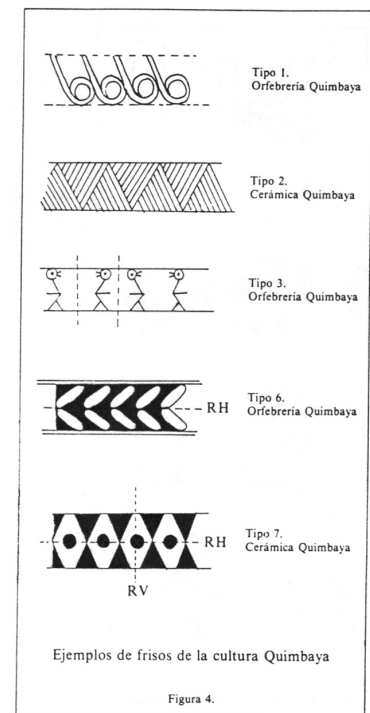 Tipo 1.
Orfebrería Quimbaya
Tipo 2.
Cerámica Quimbaya
Tipo 3.
Orfebrería Quimbaya
RH
Tipo 6.
Orfebrería Quimbaya
RH
Tipo 7.
Cerámica Quimbaya
RV
Ejemplos de frisos de la cultura Quimbaya
Figura 4.